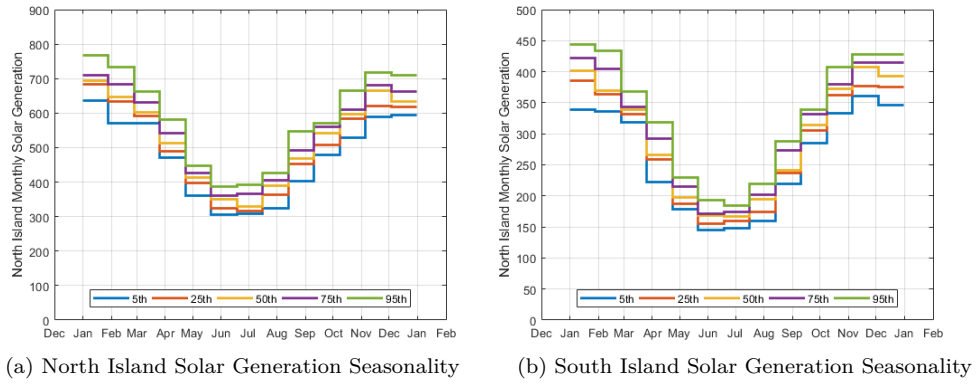 North Island Monthly Solar Generation
900
800
700
600
500
400
300
200
100
0
5th 25th 50th 75th 95th
Dec Jan Feb Mar Apr May Jun Jul Aug Sep Oct Nov Dec Jan Feb
(a) North Island Solar Generation Seasonality
South Island Monthly Solar Generation
500
450
400
350
300
250
200
150
100
50
0
5th 25th 50th 75th 95th
Dec Jan Feb Mar Apr May Jun Jul Aug Sep Oct Nov Dec Jan Feb
(b) South Island Solar Generation Seasonality